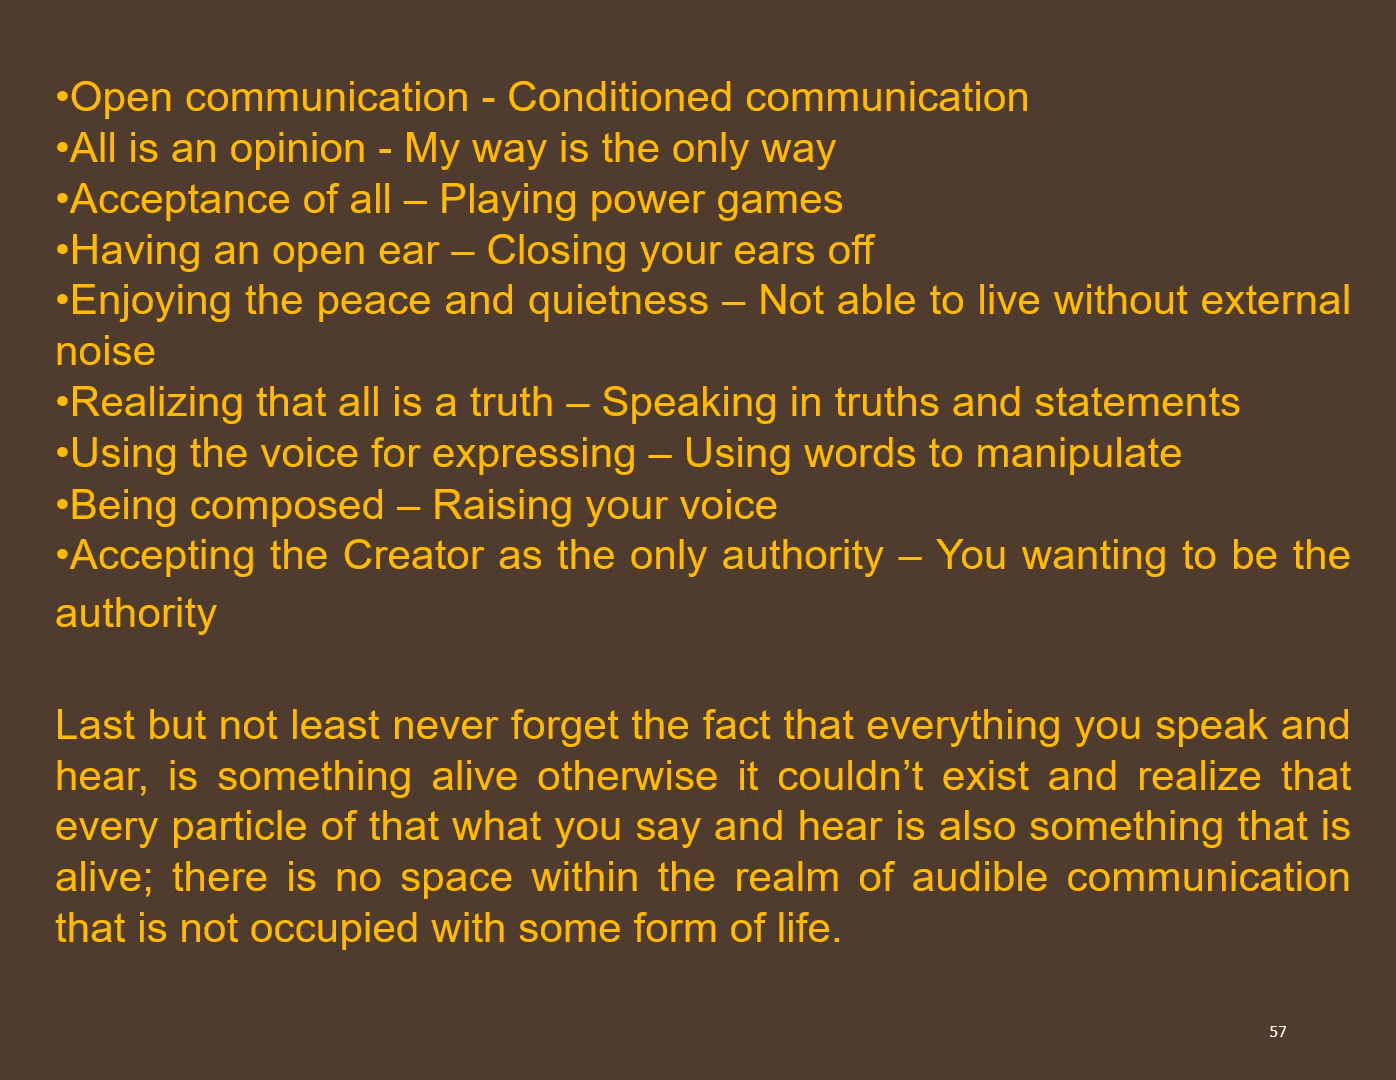 •Open communication - Conditioned communication
•All is an opinion - My way is the only way
•Acceptance of all – Playing power games
•Having an open ear – Closing your ears off
•Enjoying the peace and quietness – Not able to live without external
noise
•Realizing that all is a truth – Speaking in truths and statements
•Using the voice for expressing – Using words to manipulate
•Being composed – Raising your voice
•Accepting the Creator as the only authority – You wanting to be the
authority
Last but not least never forget the fact that everything you speak and
hear, is something alive otherwise it couldn’t exist and realize that
every particle of that what you say and hear is also something that is
alive; there is no space within the realm of audible communication
that is not occupied with some form of life.
57